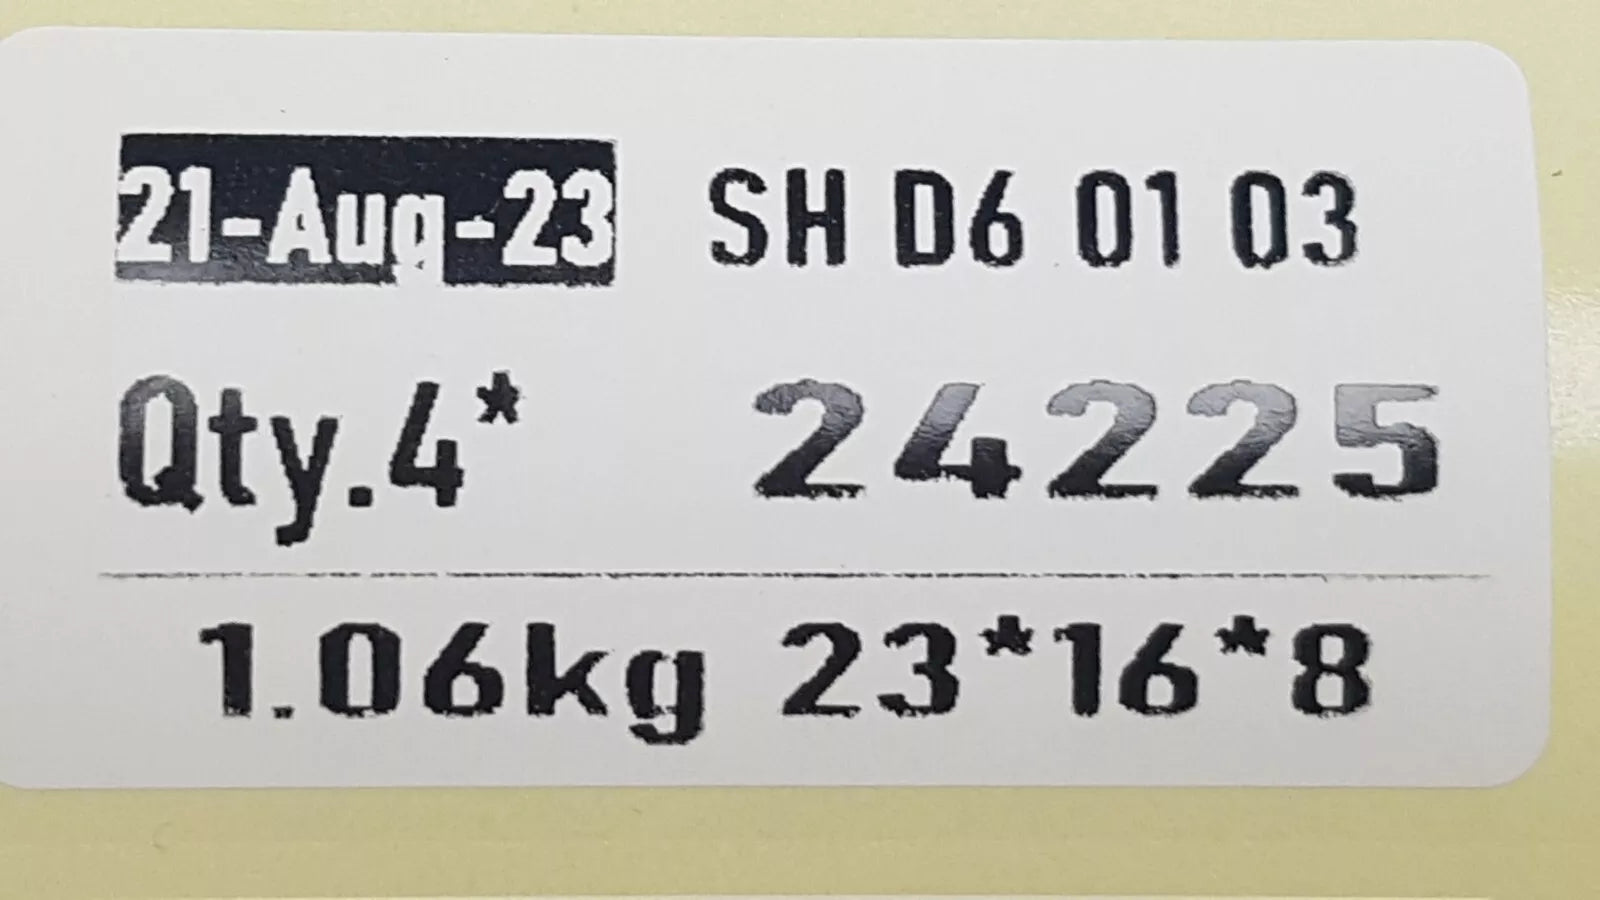 21-Aug-23 SH D6 01 03
Qty.4* 24225
1.06kg 23*16*8